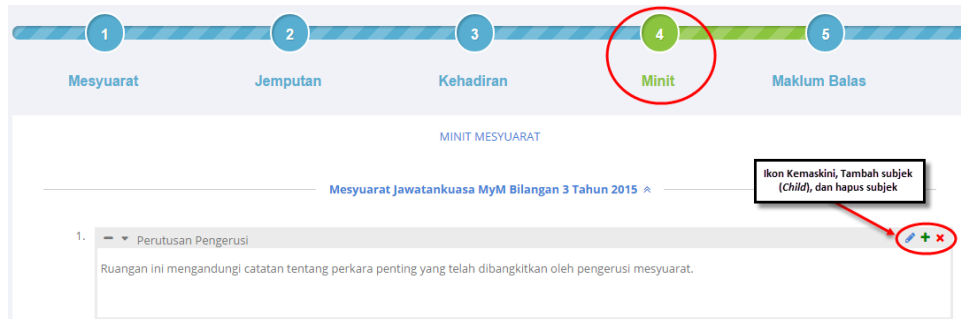 1 2 3 4 5
Mesyuarat Jemputan Kehadiran Minit Maklum Balas
MINIT MESYUARAT
Ikon Kemaskini, Tambah subjek
(Child), dan hapus subjek
Mesyuarat Jawatankuasa MyM Bilangan 3 Tahun 2015
1. Perutusan Pengerusi
Ruangan ini mengandungi catatan tentang perkara penting yang telah dibangkitkan oleh pengerusi mesyuarat.